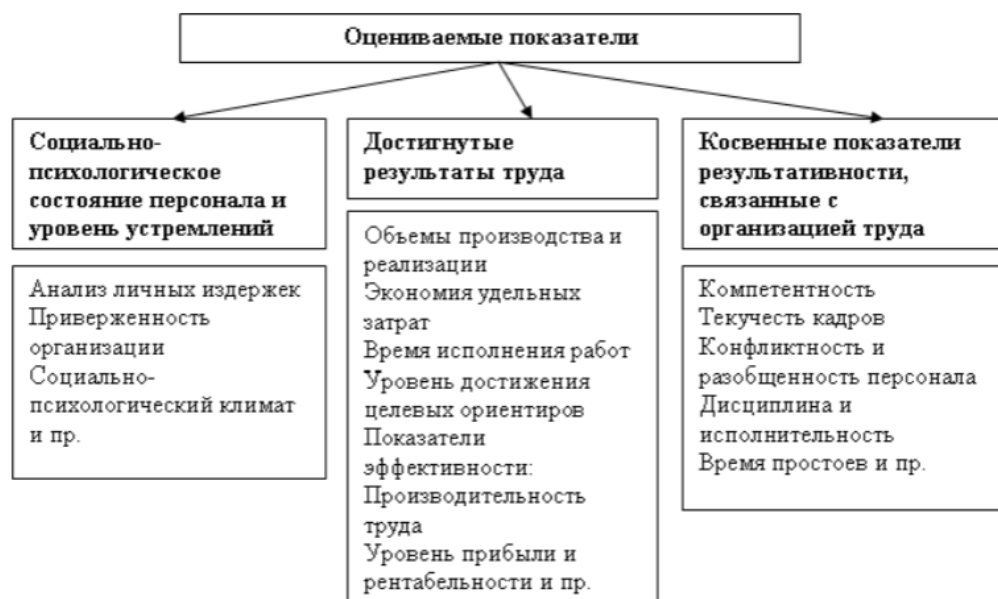 Оцениваемые показатели
Социально-
психологическое
состояние персонала и
уровень устремлений
Анализ личных издержек
Приверженность
организации
Социально-
психологический климат
и пр.
Достигнутые
результаты труда
Объемы производства и
реализации
Экономия удельных
затрат
Время исполнения работ
Уровень достижения
целевых ориентиров
Показатели
эффективности:
Производительность
труда
Уровень прибыли и
рентабельности и пр.
Косвенные показатели
результативности,
связанные с
организацией труда
Компетентность
Текучесть кадров
Конфликтность и
разобщенность персонала
Дисциплина и
исполнительность
Время простоев и пр.